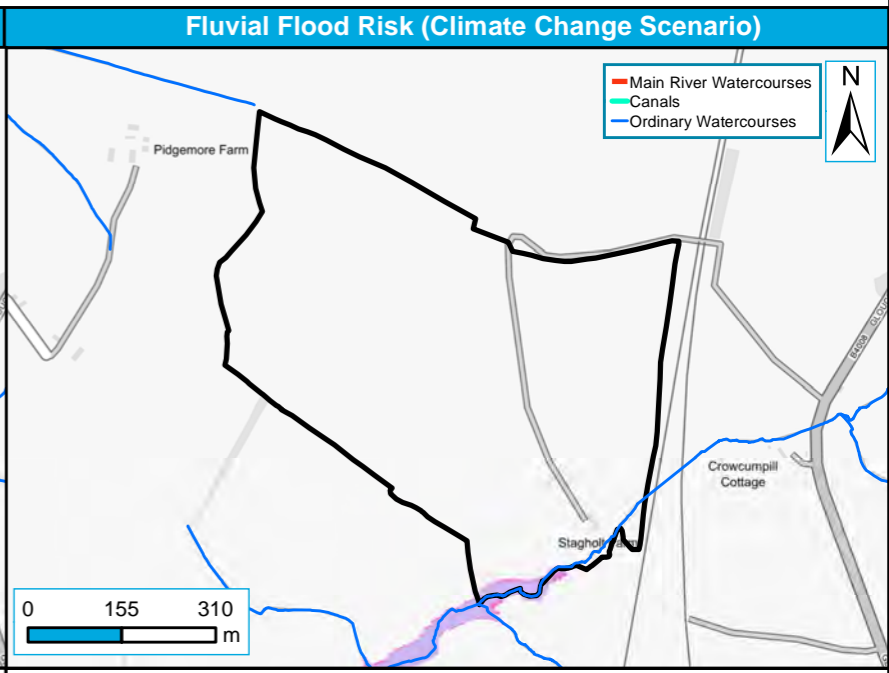 Fluvial Flood Risk (Climate Change Scenario)
Main River Watercourses
Canals
Ordinary Watercourses
N
Pidgemore Farm
B4008
Crowcumpill
Cottage
0 155 310
m